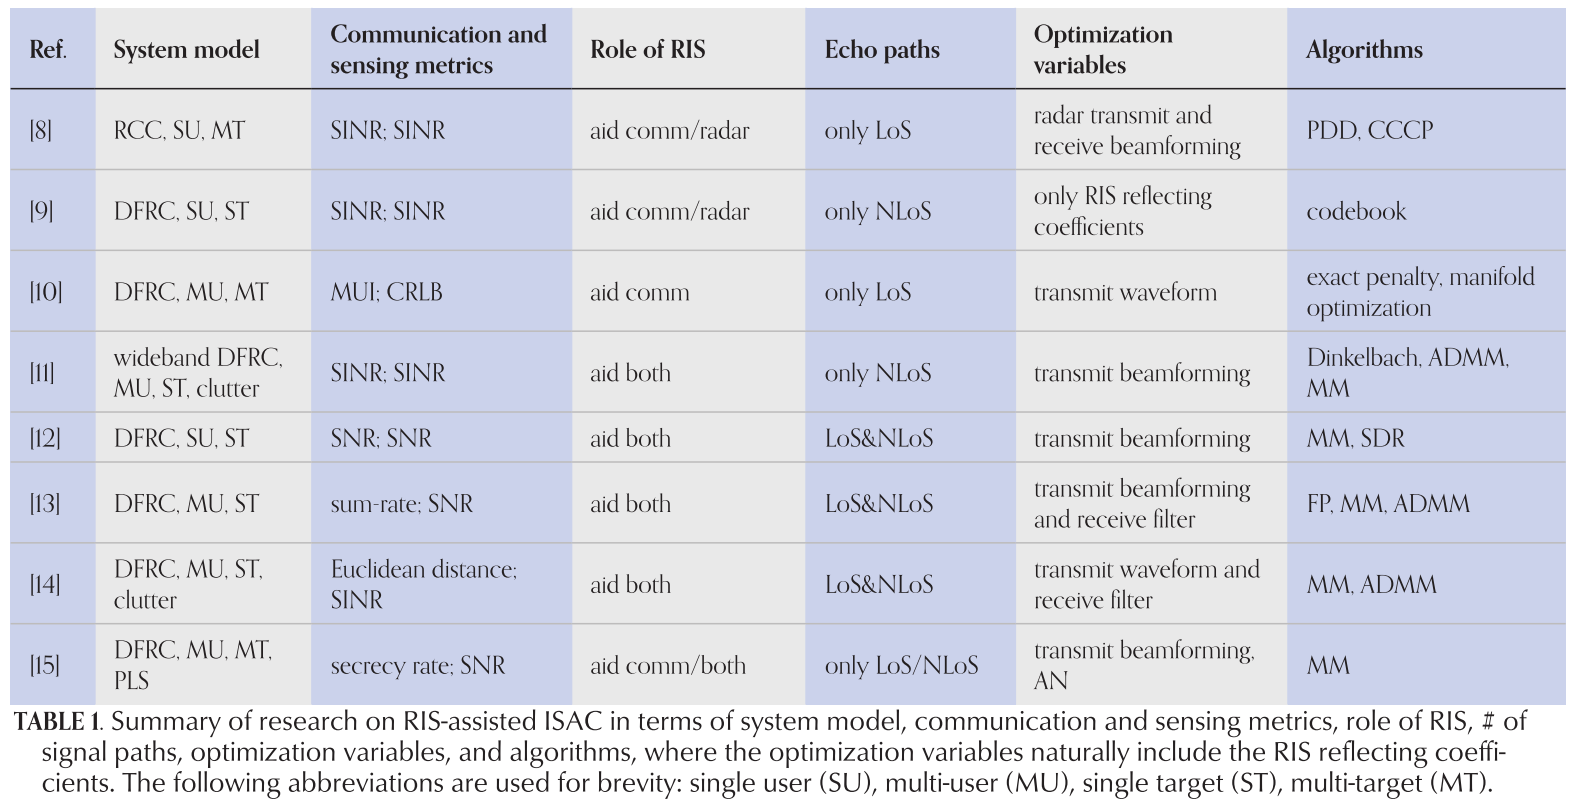 Ref. System model Communication and sensing metrics Role of RIS Echo paths Optimization variables Algorithms
[8] RCC, SU, MT SINR; SINR aid comm/radar only LoS radar transmit and receive beamforming PDD, CCCP
[9] DFRC, SU, ST SINR; SINR aid comm/radar only NLoS only RIS reflecting coefficients codebook
[10] DFRC, MU, MT MUI; CRLB aid comm only LoS transmit waveform exact penalty, manifold optimization
[11] wideband DFRC, MU, ST, clutter SINR; SINR aid both only NLoS transmit beamforming Dinkelbach, ADMM, MM
[12] DFRC, SU, ST SNR; SNR aid both LoS&NLoS transmit beamforming MM, SDR
[13] DFRC, MU, ST sum-rate; SNR aid both LoS&NLoS transmit beamforming and receive filter FP, MM, ADMM
[14] DFRC, MU, ST, clutter Euclidean distance; SINR aid both LoS&NLoS transmit waveform and receive filter MM, ADMM
[15] DFRC, MU, MT, PLS secrecy rate; SNR aid comm/both only LoS/NLoS transmit beamforming, AN MM
TABLE 1. Summary of research on RIS-assisted ISAC in terms of system model, communication and sensing metrics, role of RIS, # of
signal paths, optimization variables, and algorithms, where the optimization variables naturally include the RIS reflecting coeffi-
cients. The following abbreviations are used for brevity: single user (SU), multi-user (MU), single target (ST), multi-target (MT).